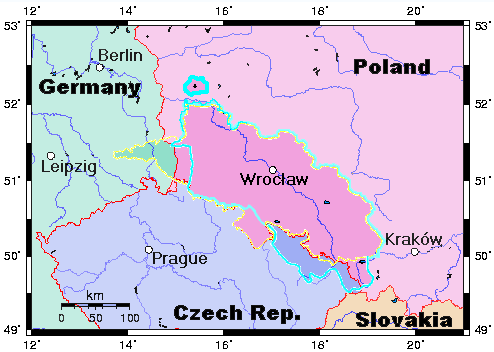 12˚ 14˚ 16˚ 18˚ 20˚
53˚ 53˚
Berlin
Poland
Germany
52˚ 52˚
Leipzig
51˚ 51˚
Wrocław
Kraków
50˚ 50˚
Prague
km
0 50 100
Czech Rep.
Slovakia
49˚ 49˚
12˚ 14˚ 16˚ 18˚ 20˚